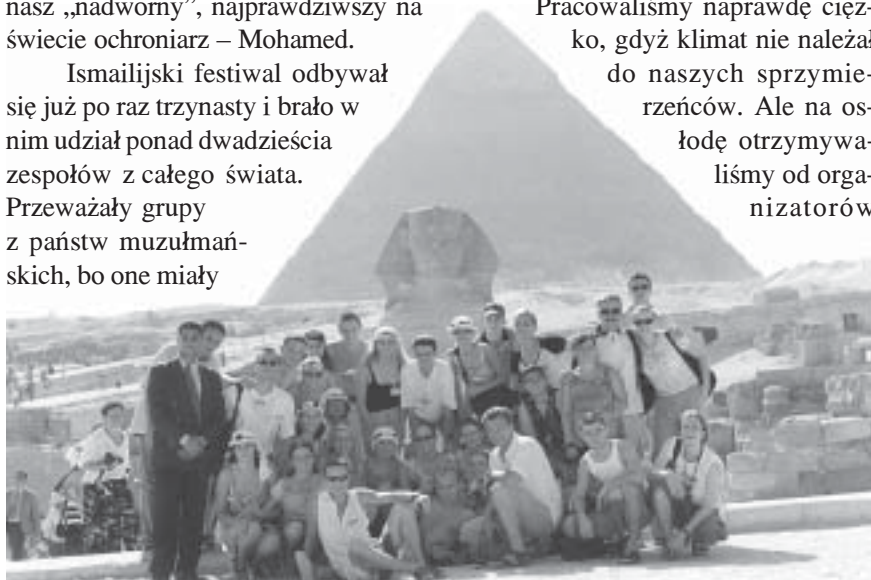 nasz „nadworny”, najprawdziwszy na
świecie ochroniarz – Mohamed.
Ismailijski festiwal odbywał
się już po raz trzynasty i brało w
nim udział ponad dwadzieścia
zespołów z całego świata.
Przeważały grupy
z państw muzułmań-
skich, bo one miały
Pracowaliśmy naprawdę cięż-
ko, gdyż klimat nie należał
do naszych sprzymie-
rzeńców. Ale na os-
łodę otrzymywa-
liśmy od orga-
nizatorów